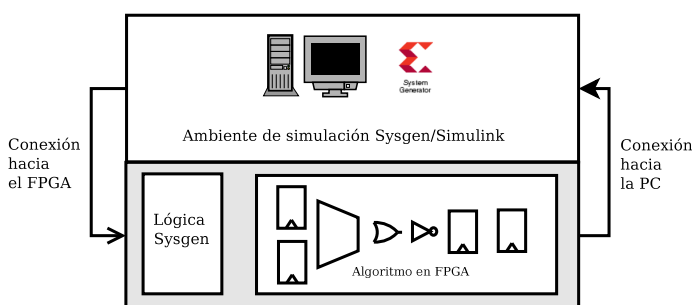 System
Generator
Ambiente de simulación Sysgen/Simulink
Conexión
hacia
el FPGA
Conexión
hacia
la PC
Lógica
Sysgen
Algoritmo en FPGA